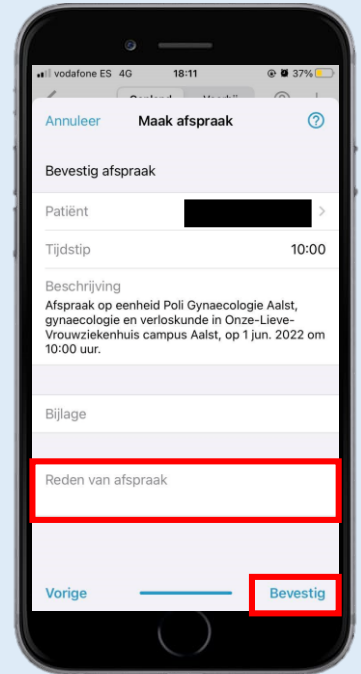 vodafone ES 4G 18:11 37%
Annuleer Maak afspraak ?
Bevestig afspraak
Patiënt
Tijdstip 10:00
Beschrijving
Afspraak op eenheid Poli Gynaecologie Aalst,
gynaecologie en verloskunde in Onze-Lieve-
Vrouwziekenhuis campus Aalst, op 1 jun. 2022 om
10:00 uur.
Bijlage
Reden van afspraak
Vorige Bevestig